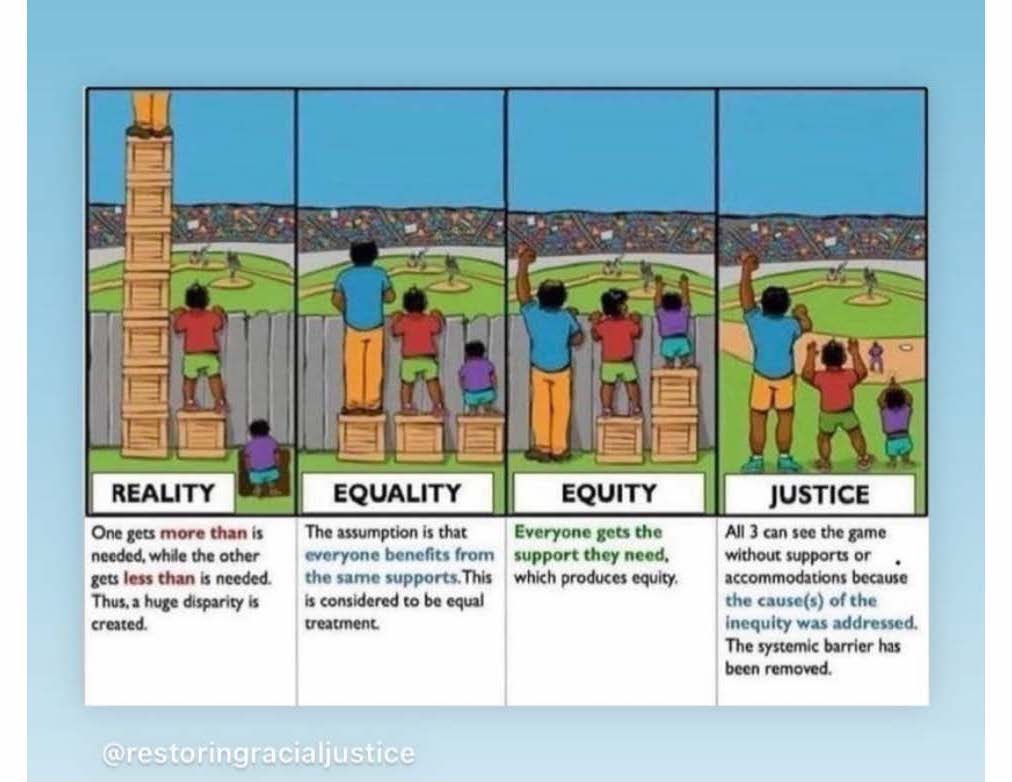 REALITY
One gets more than is
needed, while the other
gets less than is needed.
Thus, a huge disparity is
created.
EQUALITY
The assumption is that
everyone benefits from
the same supports. This
is considered to be equal
treatment.
EQUITY
Everyone gets the
support they need,
which produces equity.
JUSTICE
All 3 can see the game
without supports or
accommodations because
the cause(s) of the
inequity was addressed.
The systemic barrier has
been removed.
@restoringracialjustice